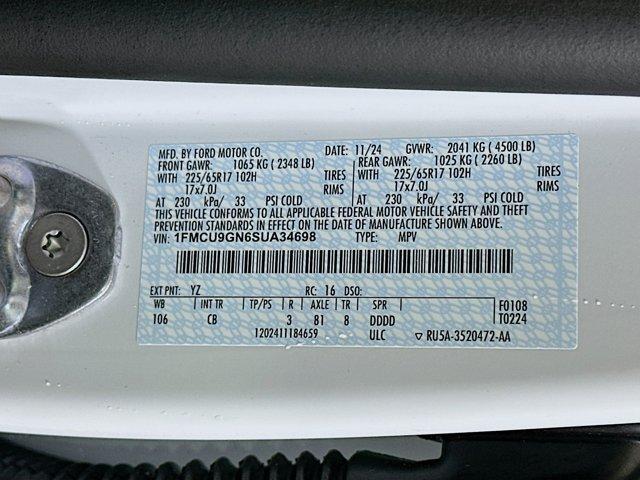 MFD. BY FORD MOTOR CO. DATE: 11/24 GVWR: 2041 KG ( 4500 LB)
FRONT GAWR: 1065 KG ( 2348 LB) REAR GAWR: 1025 KG ( 2260 LB)
WITH 225/65R17 102H TIRES WITH 225/65R17 102H TIRES
17x7.0J RIMS 17x7.0J RIMS
AT 230 kPa/ 33 PSI COLD AT 230 kPa/ 33 PSI COLD
THIS VEHICLE CONFORMS TO ALL APPLICABLE FEDERAL MOTOR VEHICLE SAFETY AND THEFT
PREVENTION STANDARDS IN EFFECT ON THE DATE OF MANUFACTURE SHOWN ABOVE.
VIN: 1FMCU9GN6SUA34698 TYPE: MPV
EXT PNT: YZ RC: 16 DSO: F0108
WB INT TR TP/PS R AXLE TR SPR T0224
106 CB 3 81 8 DDDD
1202411184659 ULC ▽ RU5A-3520472-AA